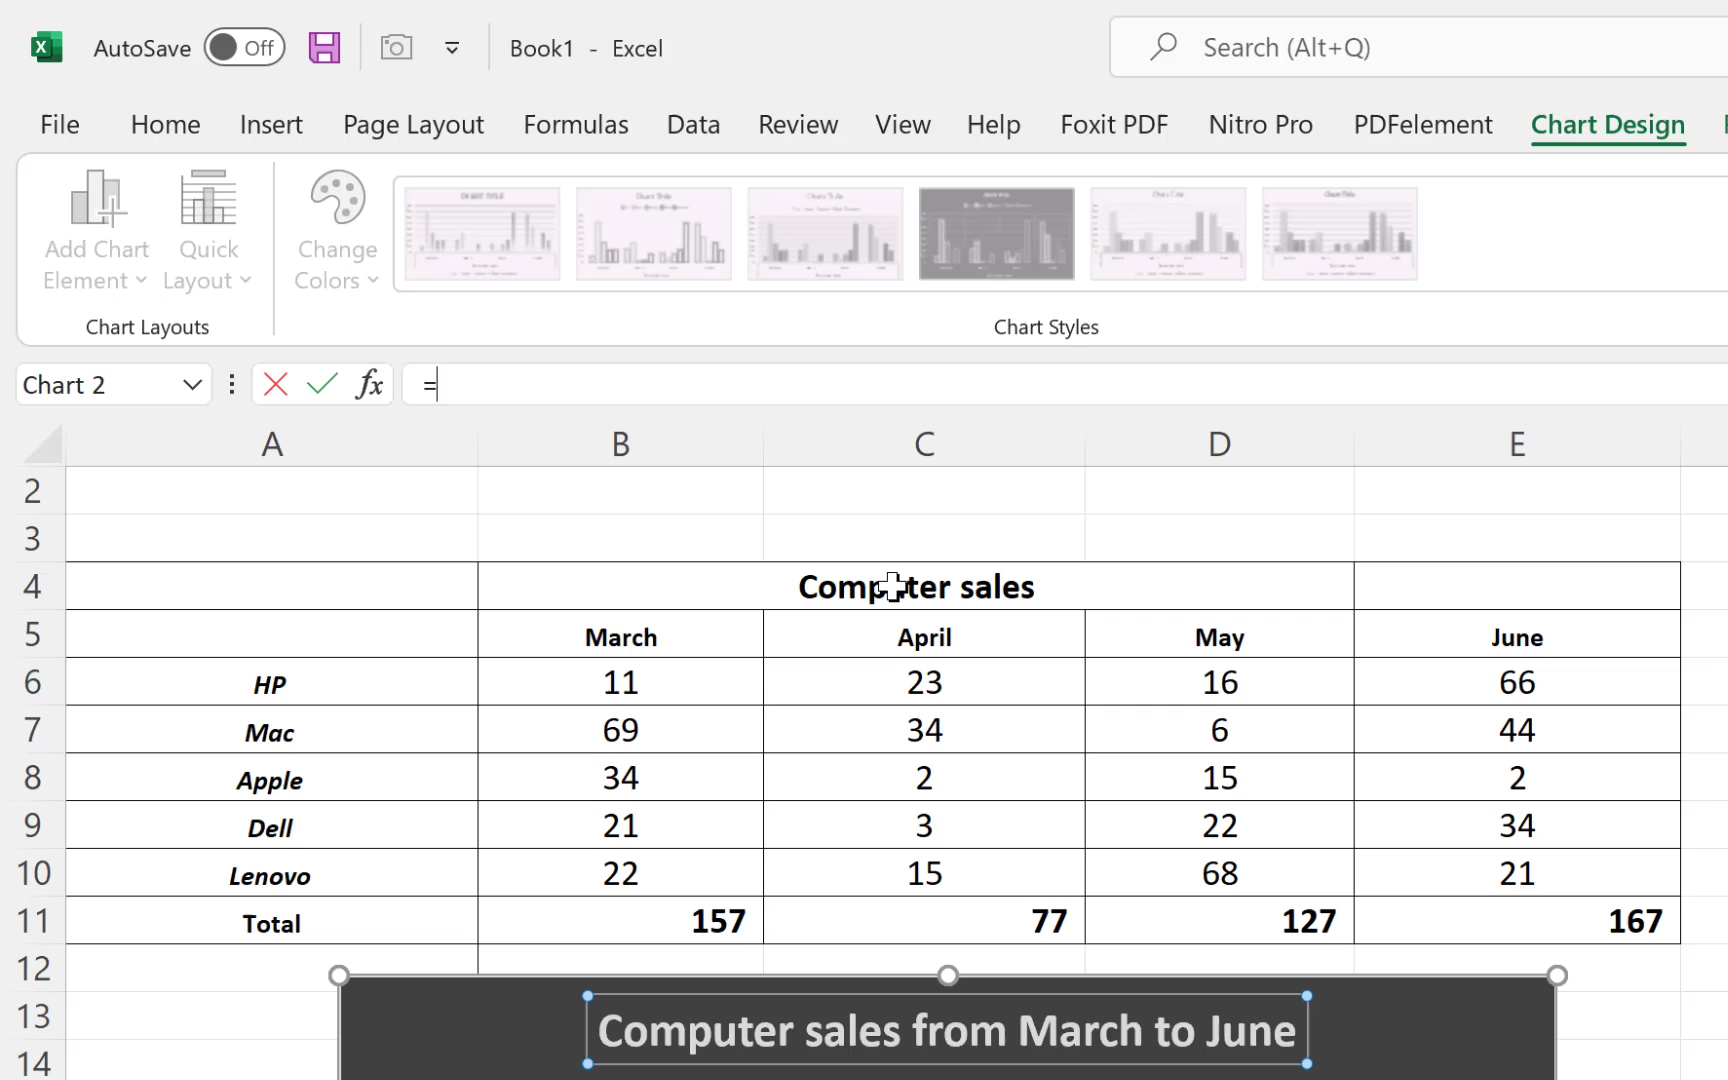 AutoSave Off Book1 - Excel Search (Alt+Q)
File Home Insert Page Layout Formulas Data Review View Help Foxit PDF Nitro Pro PDFelement Chart Design
Add Chart Element
Quick Layout
Change Colors
Chart Layouts
Chart Styles
Chart 2 fx =
A B C D E
2
3
4 Computer sales
5 March April May June
6 HP 11 23 16 66
7 Mac 69 34 6 44
8 Apple 34 2 15 2
9 Dell 21 3 22 34
10 Lenovo 22 15 68 21
11 Total 157 77 127 167
12
13 Computer sales from March to June
14